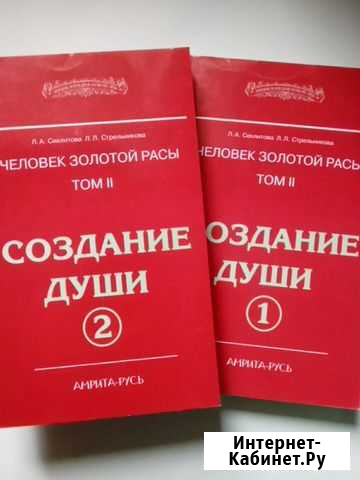 Л.А. Секлитова Л.Л. Стрельникова
ЧЕЛОВЕК ЗОЛОТОЙ РАСЫ
ТОМ II
СОЗДАНИЕ
ДУШИ
2
АМРИТА-РУСЬ
Л.А. Секлитова Л.Л. Стрельникова
ЧЕЛОВЕК ЗОЛОТОЙ РАСЫ
ТОМ II
ОЗДАНИЕ
ДУШИ
1
АМРИТА-РУСЬ
Интернет-
Кабинет.Ру